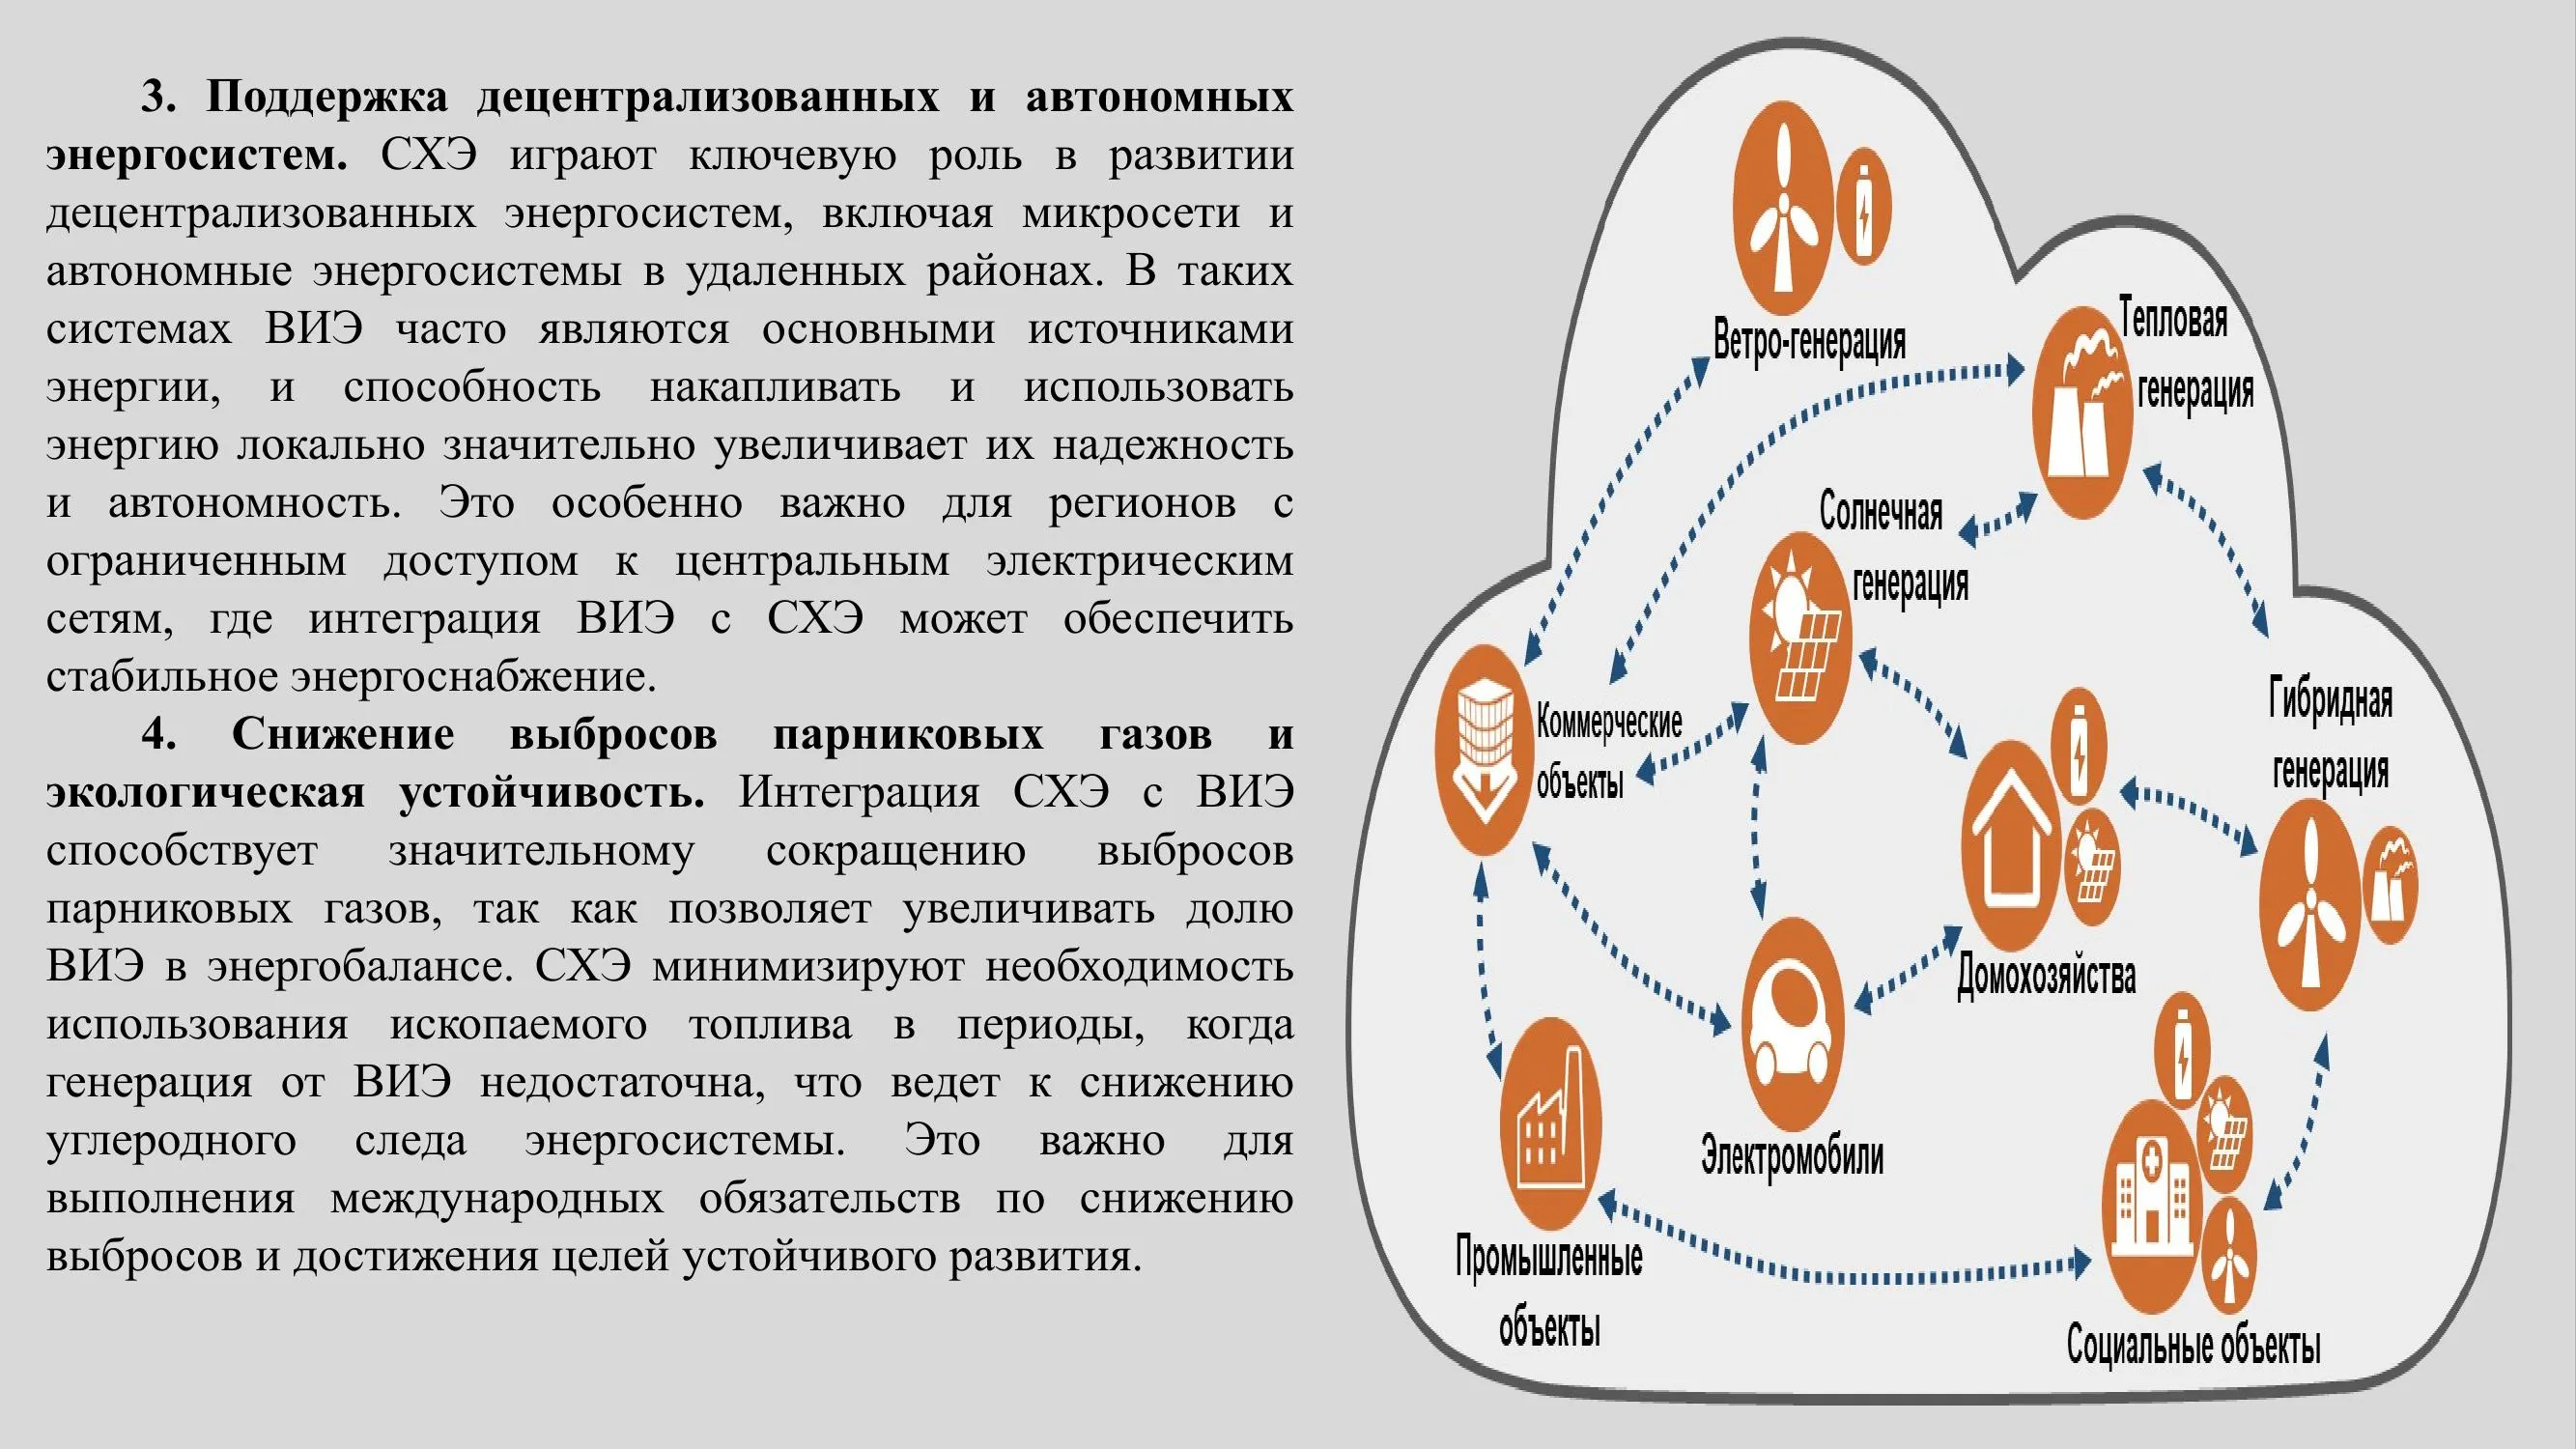 3. Поддержка децентрализованных и автономных
энергосистем. СХЭ играют ключевую роль в развитии
децентрализованных энергосистем, включая микросети и
автономные энергосистемы в удаленных районах. В таких
системах ВИЭ часто являются основными источниками
энергии, и способность накапливать и использовать
энергию локально значительно увеличивает их надежность
и автономность. Это особенно важно для регионов с
ограниченным доступом к центральным электрическим
сетям, где интеграция ВИЭ с СХЭ может обеспечить
стабильное энергоснабжение.
4. Снижение выбросов парниковых газов и
экологическая устойчивость. Интеграция СХЭ с ВИЭ
способствует значительному сокращению выбросов
парниковых газов, так как позволяет увеличивать долю
ВИЭ в энергобалансе. СХЭ минимизируют необходимость
использования ископаемого топлива в периоды, когда
генерация от ВИЭ недостаточна, что ведет к снижению
углеродного следа энергосистемы. Это важно для
выполнения международных обязательств по снижению
выбросов и достижения целей устойчивого развития.
Ветро-генерация
Тепловая
генерация
Солнечная
генерация
Коммерческие
объекты
Гибридная
генерация
Домохозяйства
Электромобили
Промышленные
объекты
Социальные объекты